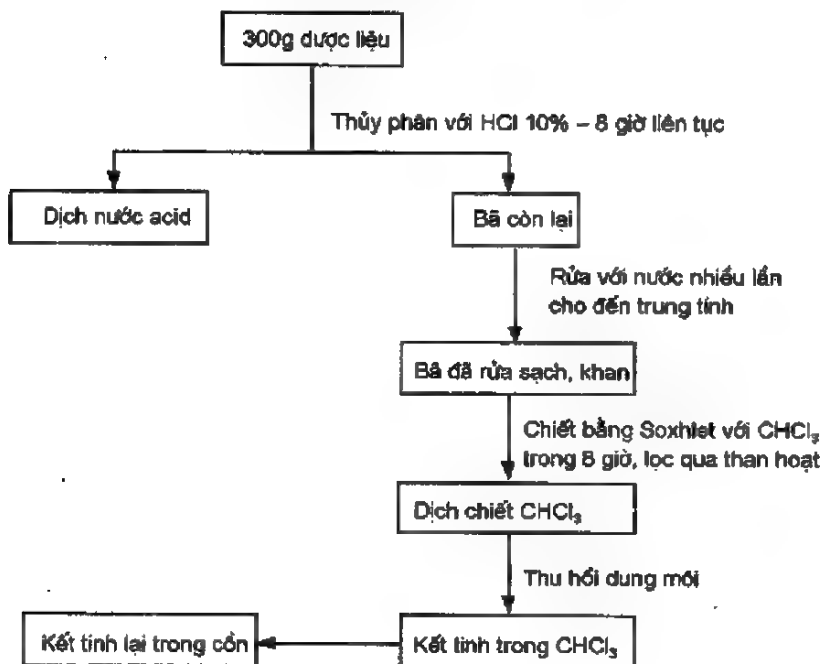 300g dược liệu
Thủy phân với HCl 10% – 8 giờ liên tục
Dịch nước acid
Bã còn lại
Rửa với nước nhiều lần
cho đến trung tính
Bã đã rửa sạch, khan
Chiết bằng Soxhlet với CHCl₃
trong 8 giờ, lọc qua than hoạt
Dịch chiết CHCl₃
Thu hồi dung môi
Kết tinh lại trong cồn
Kết tinh trong CHCl₃